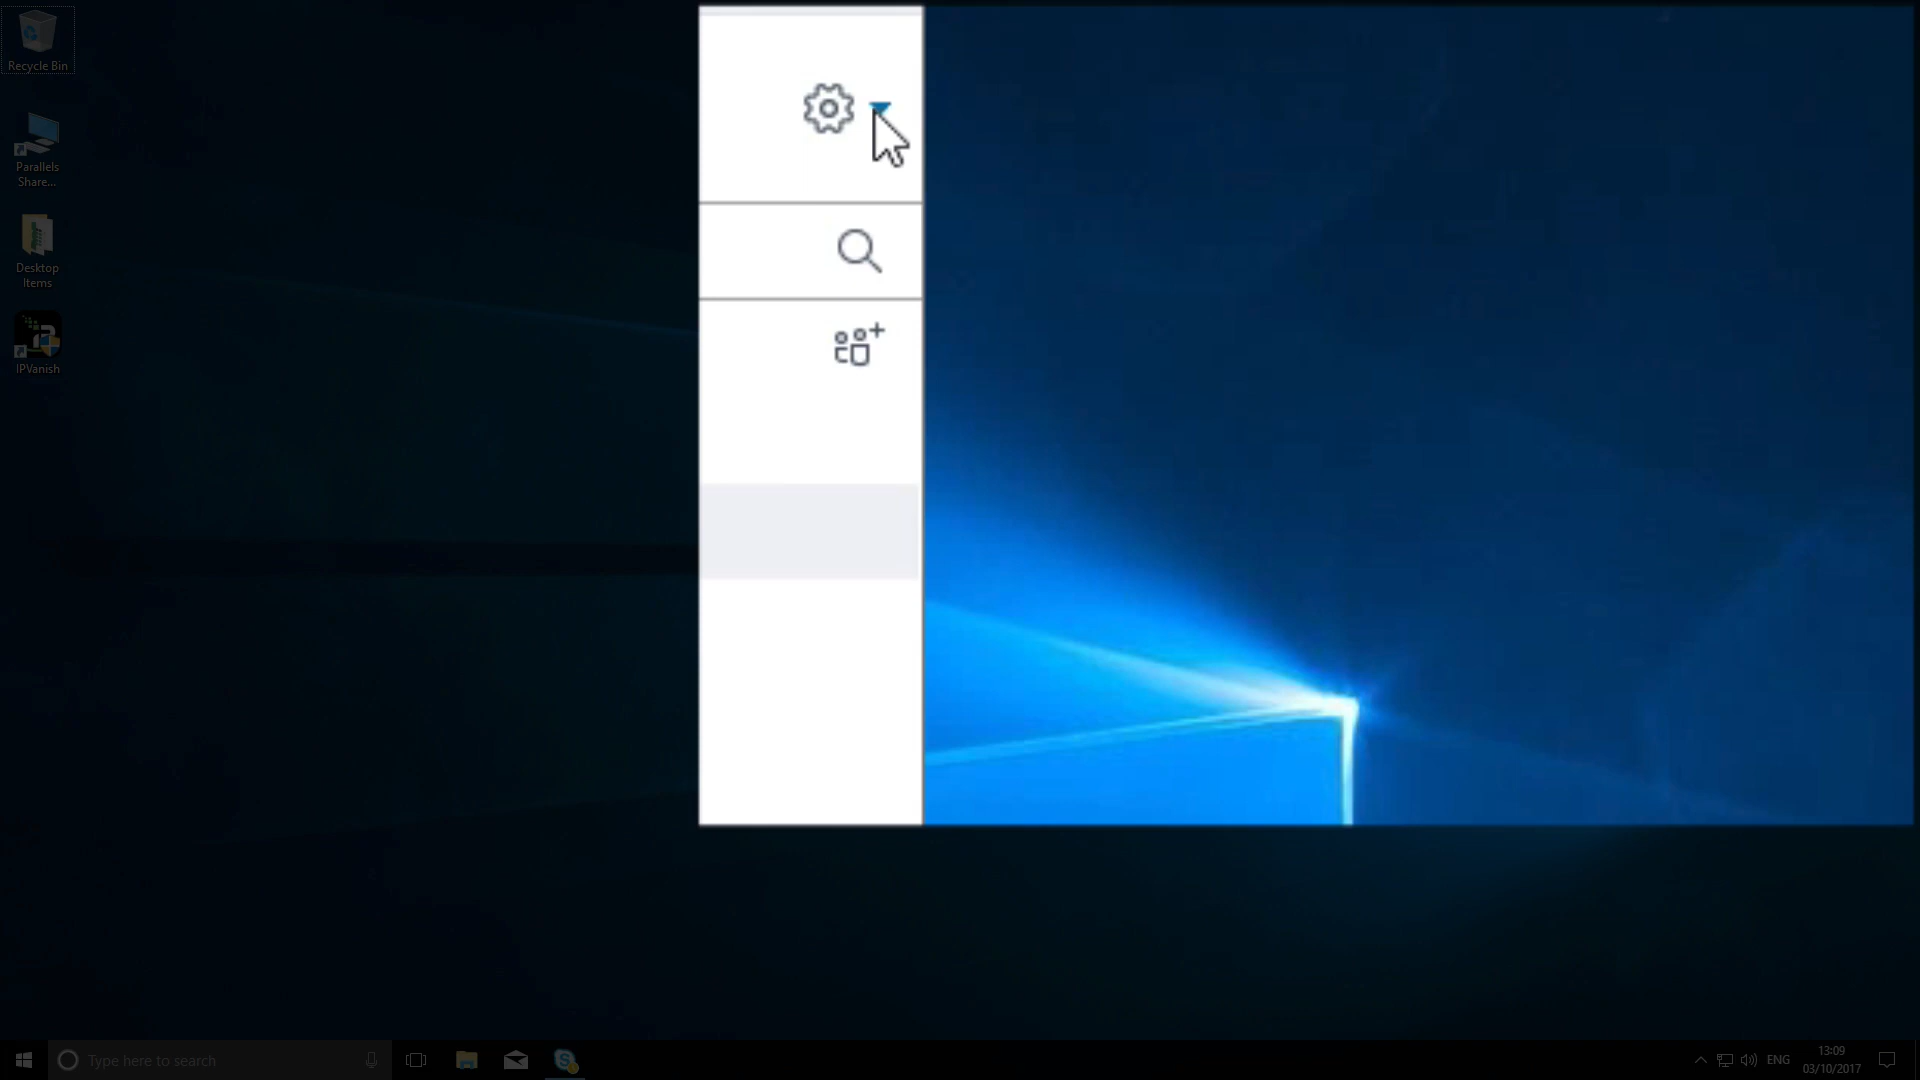 Recycle Bin
Parallels
Share...
Desktop
Items
IPVanish
Type here to search
ENG
13:09
03/10/2017